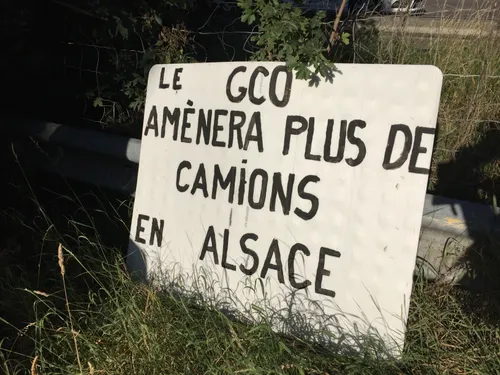 LE GCO
AMÈNERA PLUS DE
CAMiONS
EN ALSACE